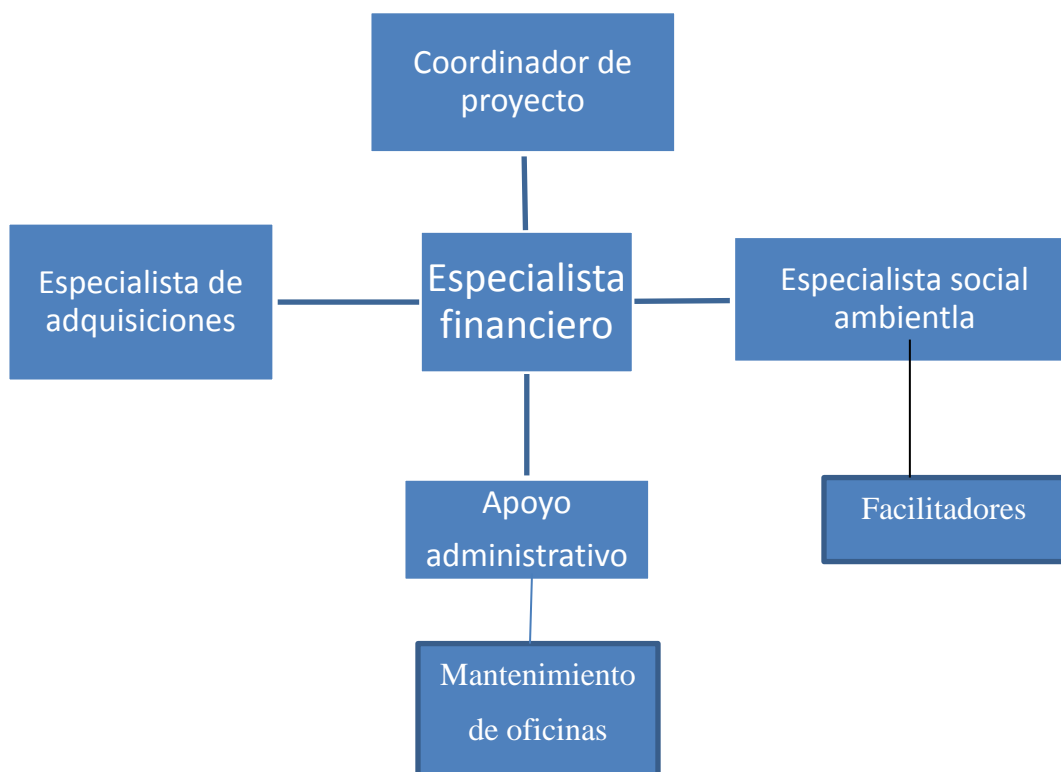 Coordinador de
proyecto
Especialista de
adquisiciones
Especialista
financiero
Especialista social
ambientla
Apoyo
administrativo
Facilitadores
Mantenimiento
de oficinas